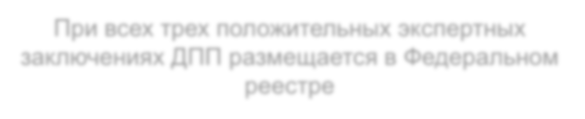 При всех трех положительных экспертных
заключениях ДПП размещается в Федеральном
реестре